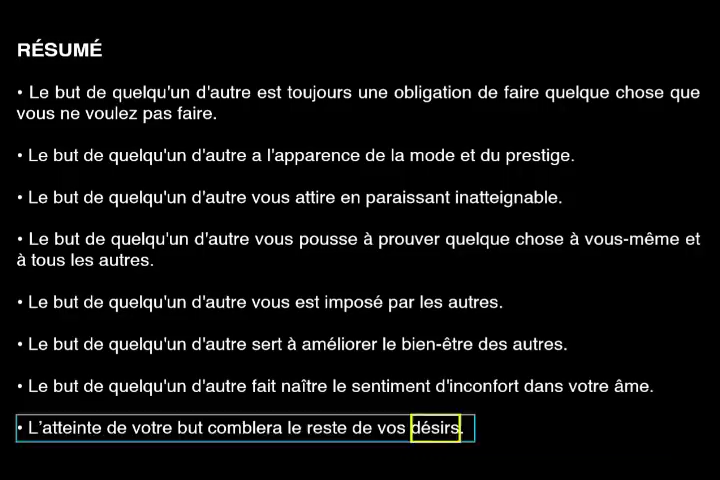 RÉSUMÉ
• Le but de quelqu'un d'autre est toujours une obligation de faire quelque chose que
vous ne voulez pas faire.
• Le but de quelqu'un d'autre a l'apparence de la mode et du prestige.
• Le but de quelqu'un d'autre vous attire en paraissant inatteignable.
• Le but de quelqu'un d'autre vous pousse à prouver quelque chose à vous-même et
à tous les autres.
• Le but de quelqu'un d'autre vous est imposé par les autres.
• Le but de quelqu'un d'autre sert à améliorer le bien-être des autres.
• Le but de quelqu'un d'autre fait naître le sentiment d'inconfort dans votre âme.
• L'atteinte de votre but comblera le reste de vos désirs.